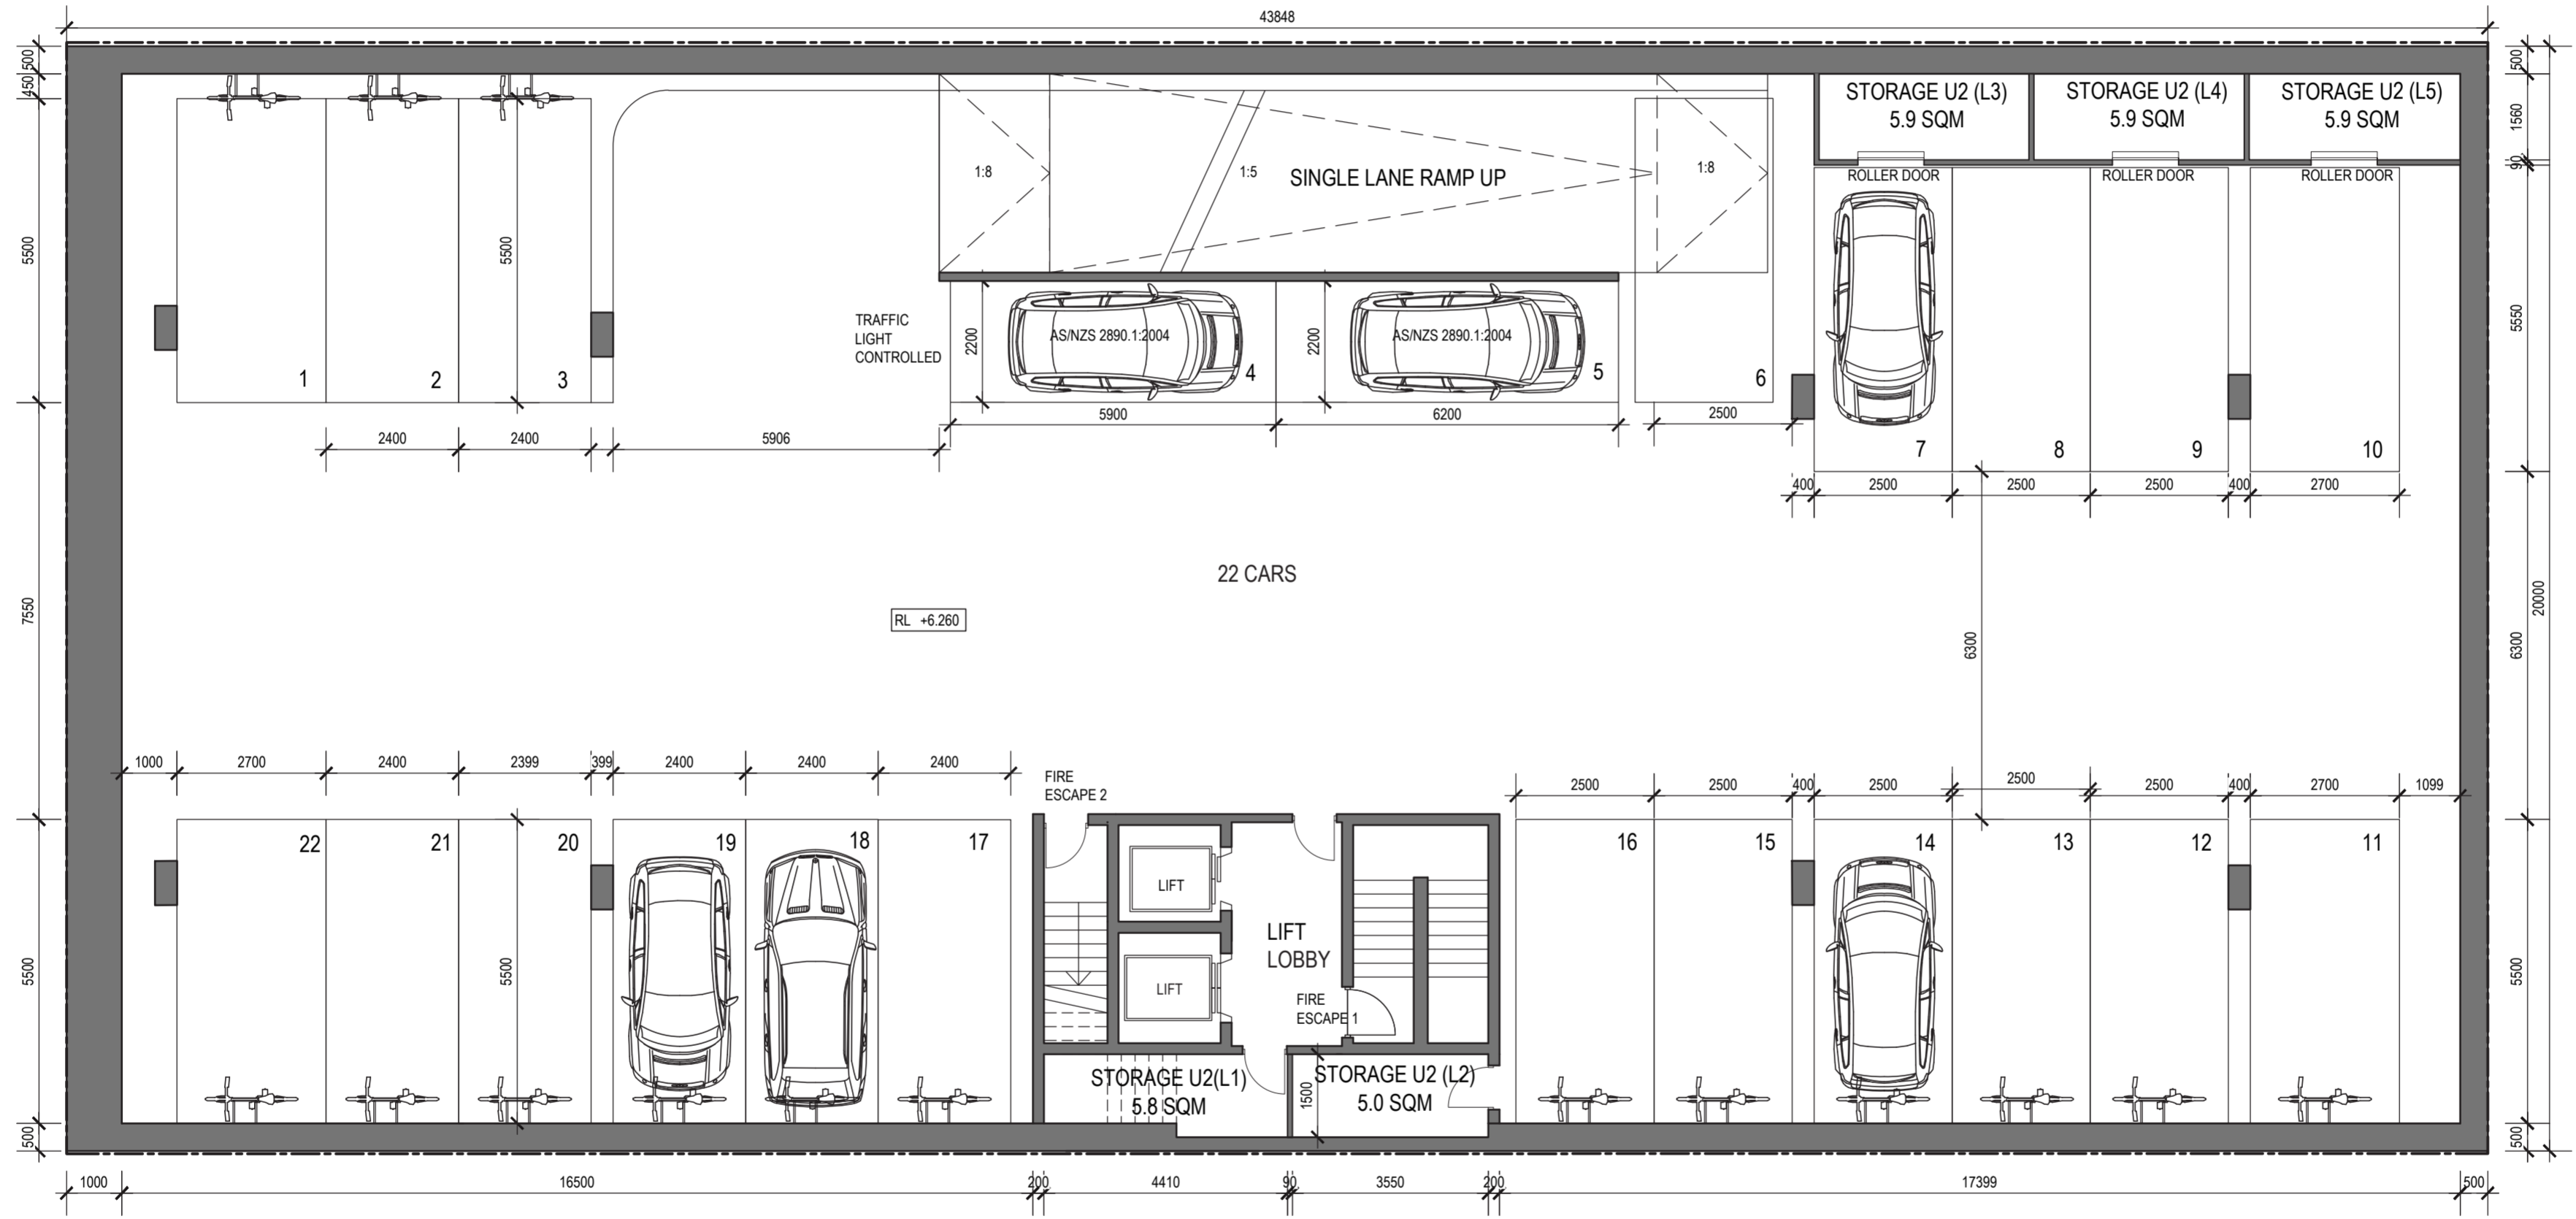 43848
500
450
5500
7550
5500
500
500
1560
90
5550
6300
5500
500
20000
STORAGE U2 (L3)
5.9 SQM
STORAGE U2 (L4)
5.9 SQM
STORAGE U2 (L5)
5.9 SQM
ROLLER DOOR
ROLLER DOOR
ROLLER DOOR
1:8
1:5
SINGLE LANE RAMP UP
1:8
5500
TRAFFIC
LIGHT
CONTROLLED
2200
AS/NZS 2890.1:2004
2200
AS/NZS 2890.1:2004
1
2
3
4
5
6
7
8
9
10
2400
2400
5906
5900
6200
2500
400
2500
2500
2500
400
2700
22 CARS
RL +6.260
6300
1000
2700
2400
2399
399
2400
2400
2400
FIRE
ESCAPE 2
2500
2500
400
2500
2500
2500
400
2700
1099
22
21
20
19
18
17
16
15
14
13
12
11
5500
LIFT
LIFT
LIFT
LOBBY
FIRE
ESCAPE 1
STORAGE U2(L1)
5.8 SQM
1500
STORAGE U2 (L2)
5.0 SQM
1000
16500
200
4410
90
3550
200
17399
500